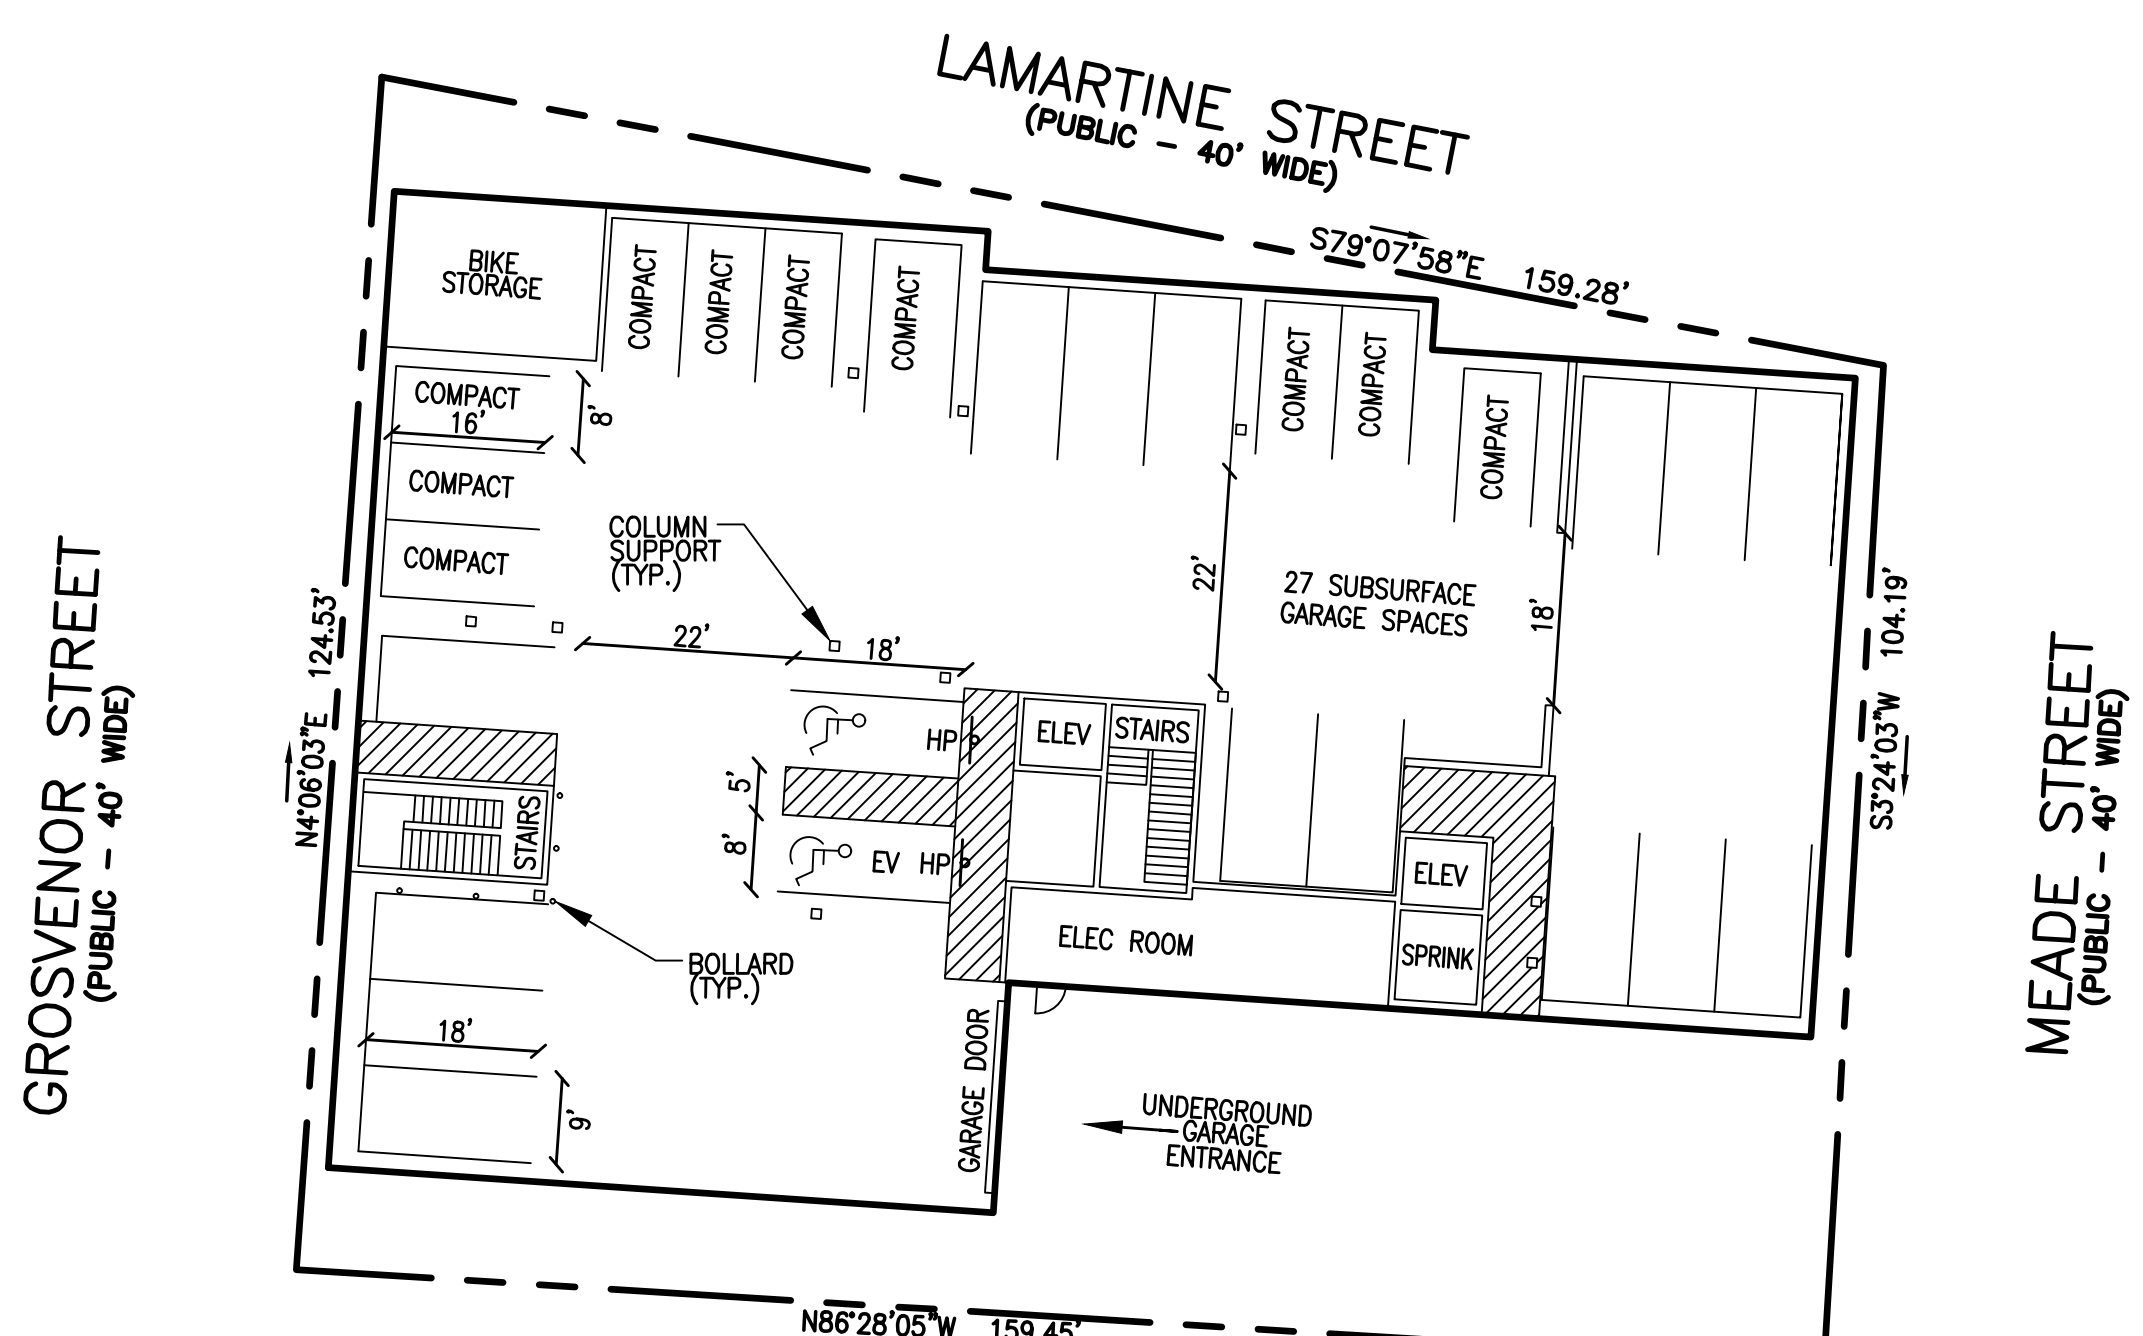 LAMARTINE STREET
(PUBLIC - 40' WIDE)
S79°07'58"E 159.28'
BIKE
STORAGE
COMPACT
COMPACT
COMPACT
COMPACT
COMPACT
COMPACT
COMPACT
COMPACT
16'
8'
COMPACT
COMPACT
COLUMN
SUPPORT
(TYP.)
22'
18'
22'
27 SUBSURFACE
GARAGE SPACES
18'
GROSVENOR STREET
(PUBLIC - 40' WIDE)
N4°06'03"E 124.53'
S3°24'03"W 104.19'
MEADE STREET
(PUBLIC - 40' WIDE)
HP
ELEV
STAIRS
5'
8'
EV HP
STAIRS
ELEV
ELEC ROOM
SPRINK
BOLLARD
(TYP.)
18'
9'
GARAGE DOOR
UNDERGROUND
GARAGE
ENTRANCE
N86°28'05"W 159.45'